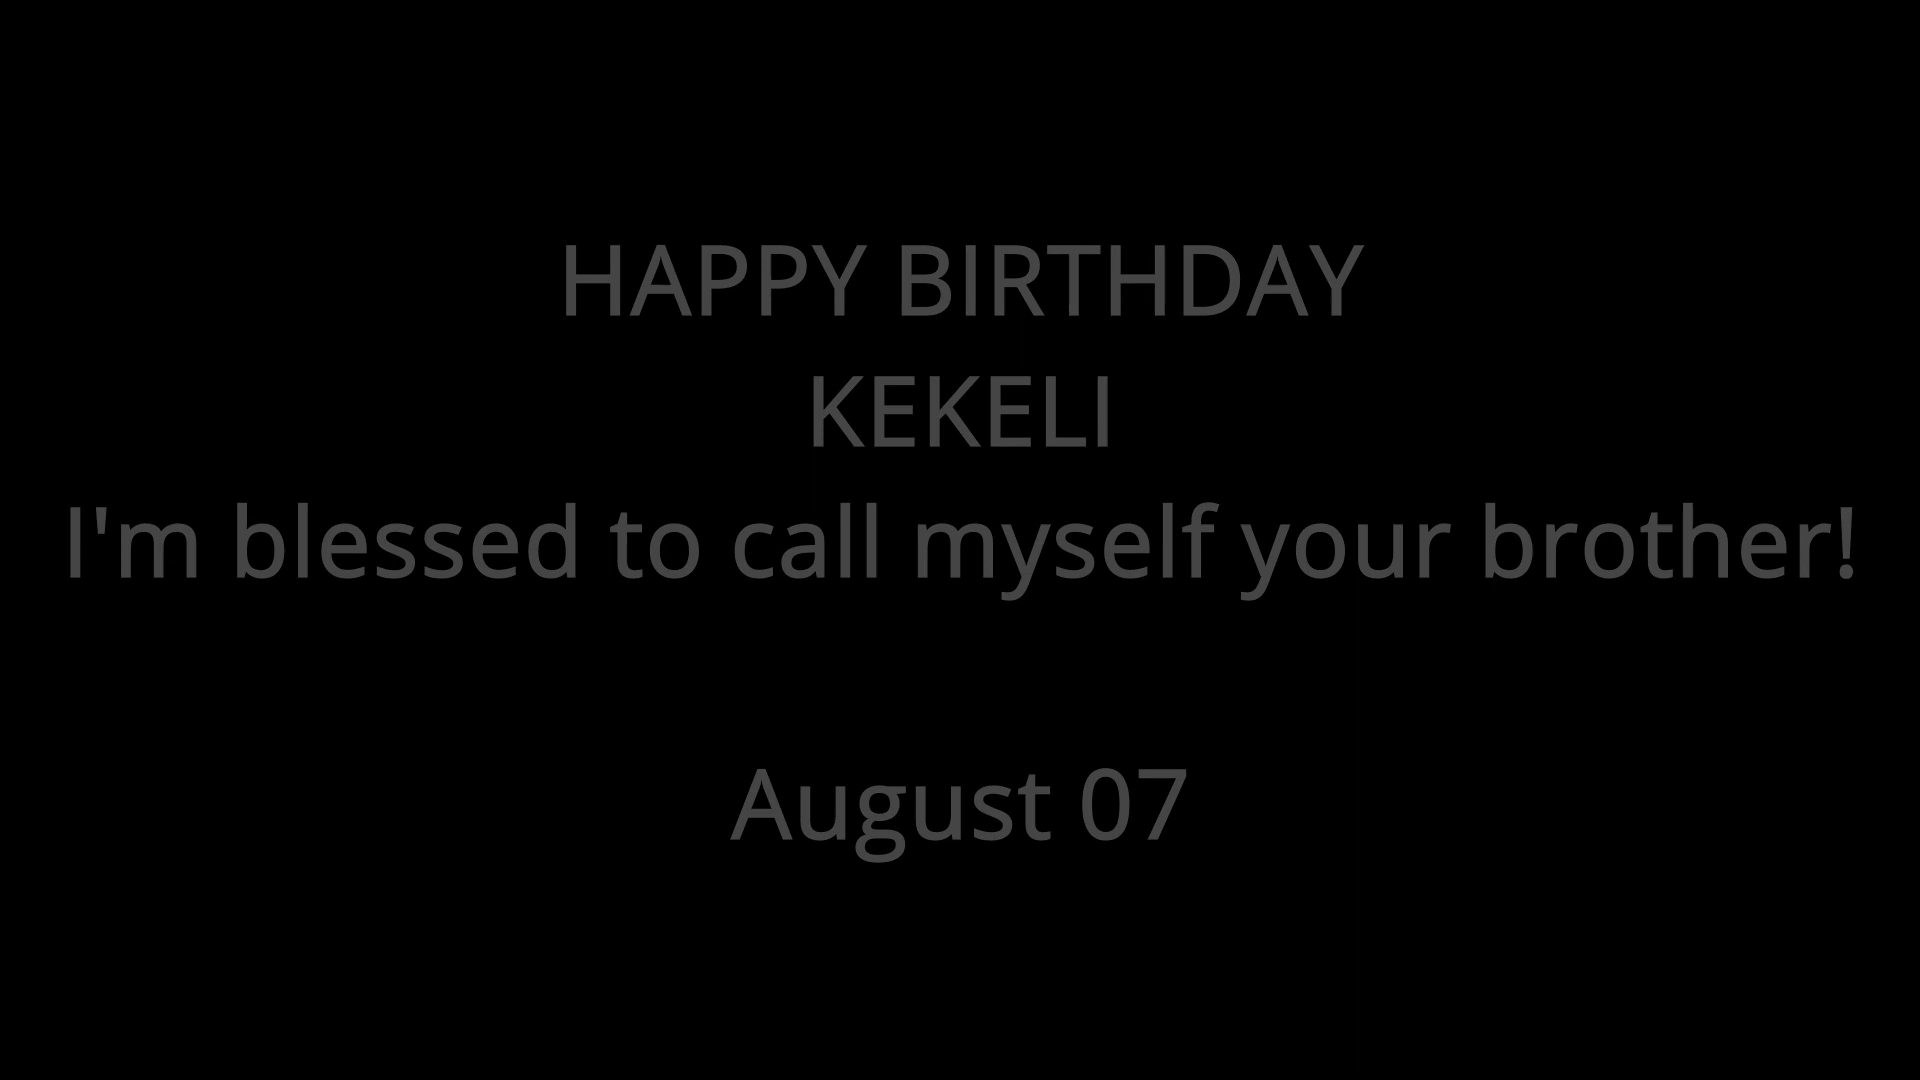 HAPPY BIRTHDAY
KEKELI
I'm blessed to call myself your brother!
August 07